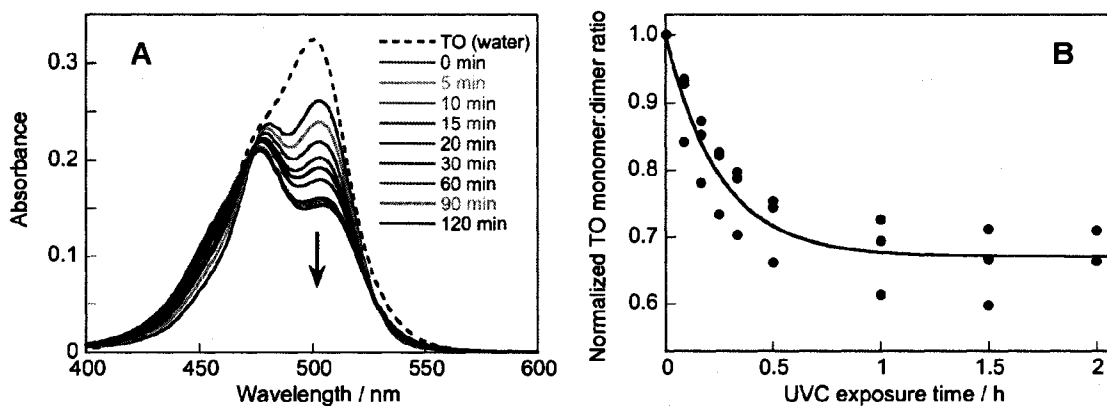 A
TO (water)
0 min
5 min
10 min
15 min
20 min
30 min
60 min
90 min
120 min
0.3
0.2
0.1
0
Absorbance
400
450
500
550
600
Wavelength / nm
B
1.0
0.9
0.8
0.7
0.6
Normalized TO monomer:dimer ratio
0
0.5
1
1.5
2
UVC exposure time / h